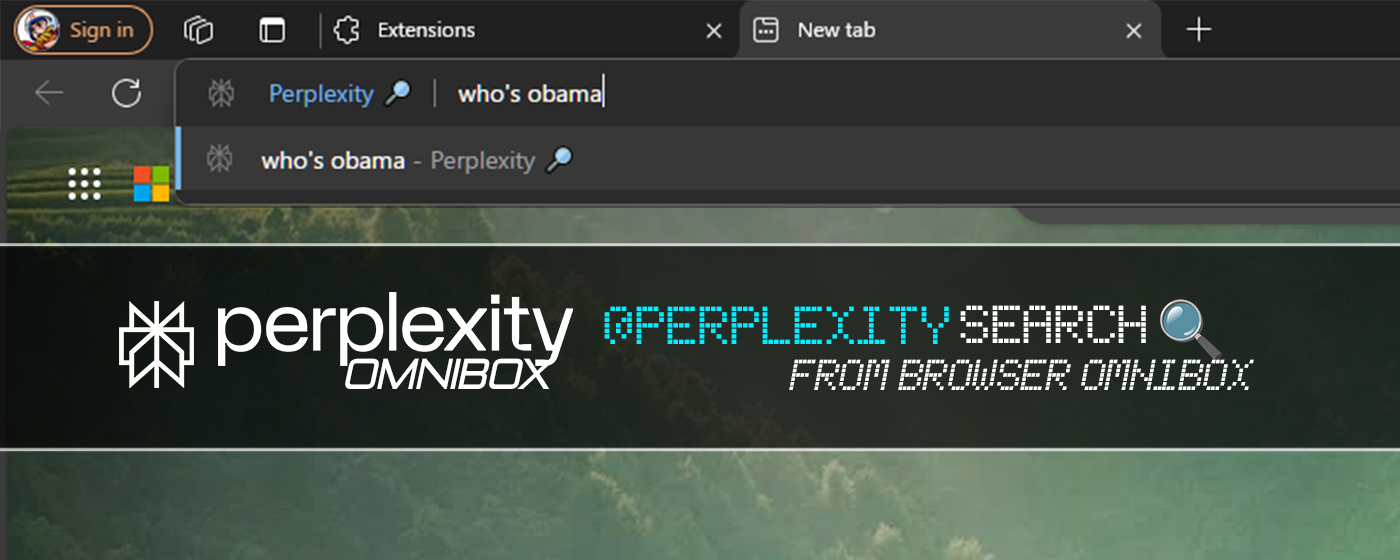 Sign in
Extensions
New tab
Perplexity 🔎 | who's obama
who's obama - Perplexity 🔎
perplexity
OMNIBOX
@PERPLEXITY SEARCH
FROM BROWSER OMNIBOX